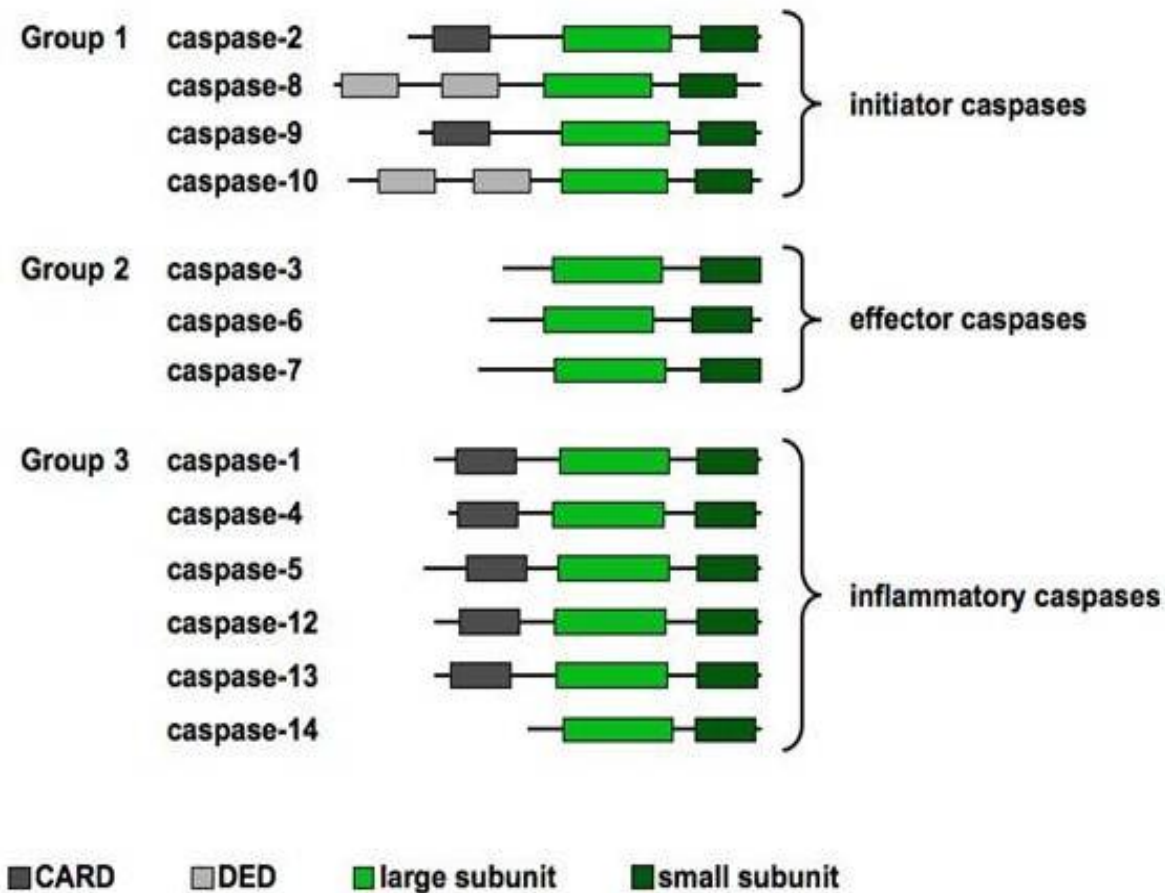 Group 1 caspase-2
caspase-8
caspase-9
caspase-10
initiator caspases
Group 2 caspase-3
caspase-6
caspase-7
effector caspases
Group 3 caspase-1
caspase-4
caspase-5
caspase-12
caspase-13
caspase-14
inflammatory caspases
CARD DED large subunit small subunit